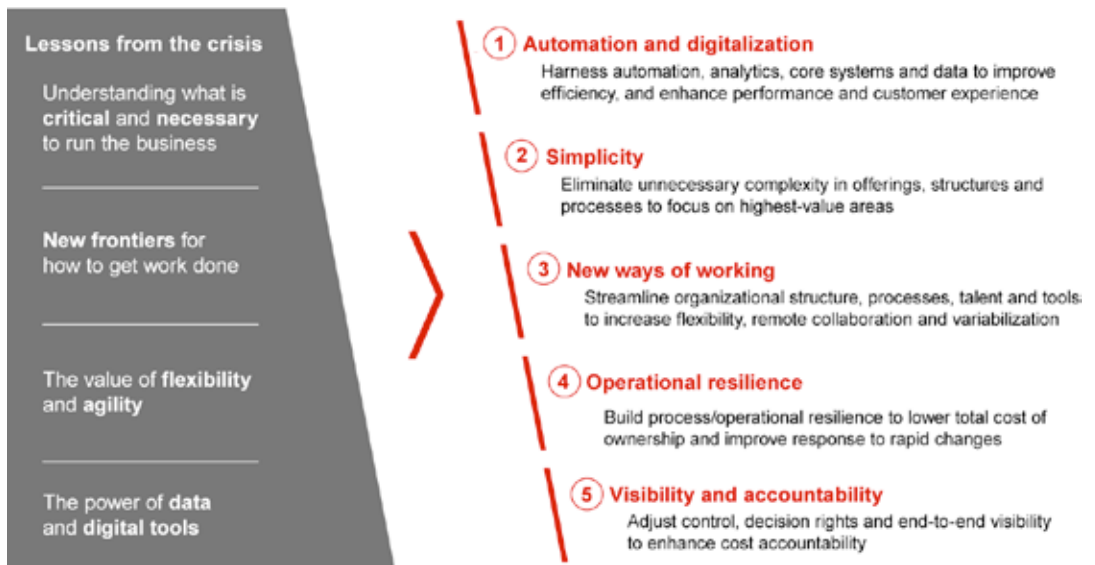 Lessons from the crisis
Understanding what is
critical and necessary
to run the business
New frontiers for
how to get work done
The value of flexibility
and agility
The power of data
and digital tools
1 Automation and digitalization
Harness automation, analytics, core systems and data to improve
efficiency, and enhance performance and customer experience
2 Simplicity
Eliminate unnecessary complexity in offerings, structures and
processes to focus on highest-value areas
3 New ways of working
Streamline organizational structure, processes, talent and tools
to increase flexibility, remote collaboration and variabilization
4 Operational resilience
Build process/operational resilience to lower total cost of
ownership and improve response to rapid changes
5 Visibility and accountability
Adjust control, decision rights and end-to-end visibility
to enhance cost accountability